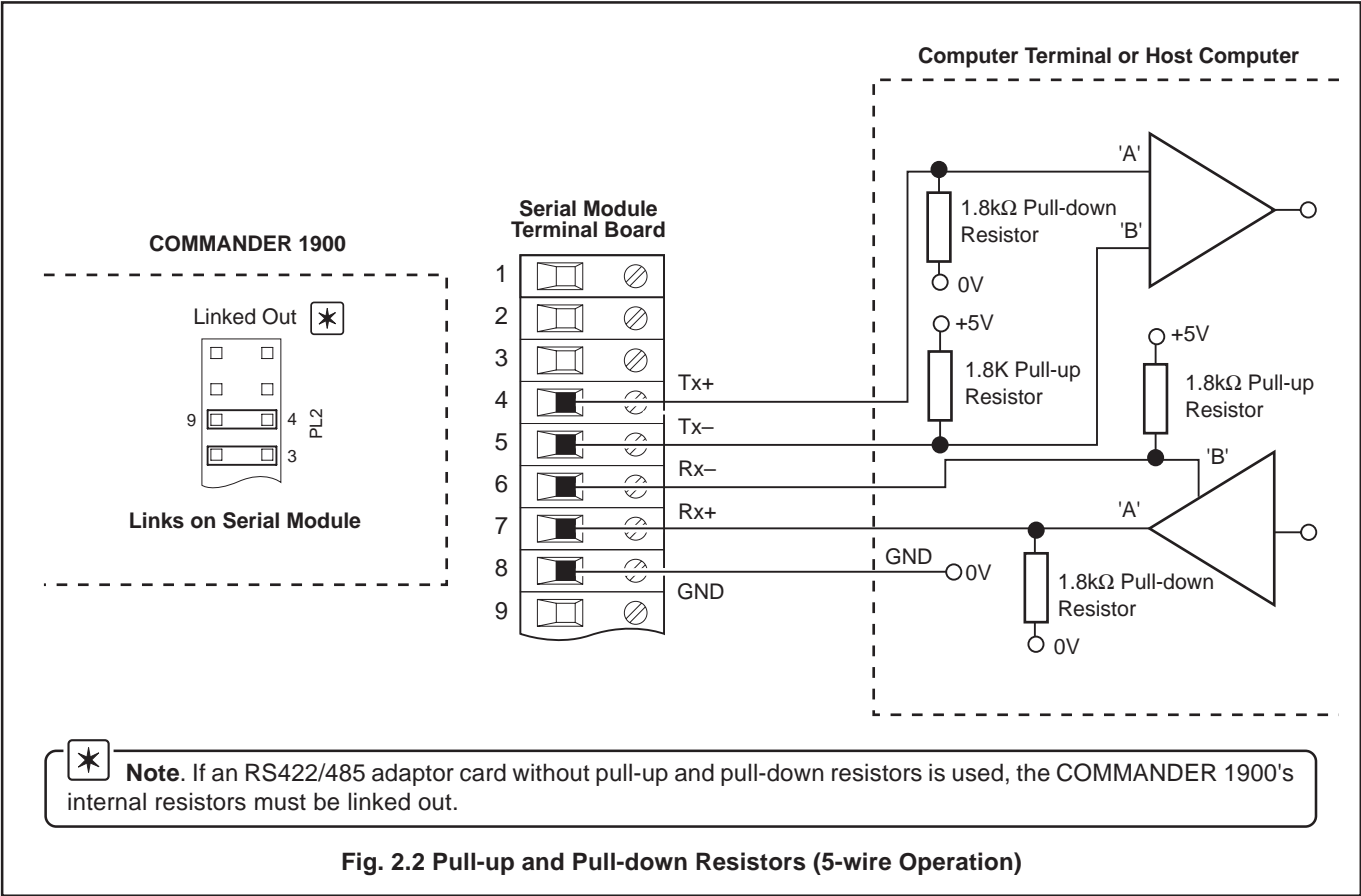 Computer Terminal or Host Computer
COMMANDER 1900
Linked Out ✶
9
4
PL2
3
Links on Serial Module
Serial Module
Terminal Board
1
2
3
4
5
6
7
8
9
Tx+
Tx–
Rx–
Rx+
GND
GND
0V
'A'
'B'
1.8kΩ Pull-down
Resistor
0V
+5V
1.8K Pull-up
Resistor
+5V
1.8kΩ Pull-up
Resistor
'B'
'A'
1.8kΩ Pull-down
Resistor
0V
✶ Note. If an RS422/485 adaptor card without pull-up and pull-down resistors is used, the COMMANDER 1900's
internal resistors must be linked out.
Fig. 2.2 Pull-up and Pull-down Resistors (5-wire Operation)